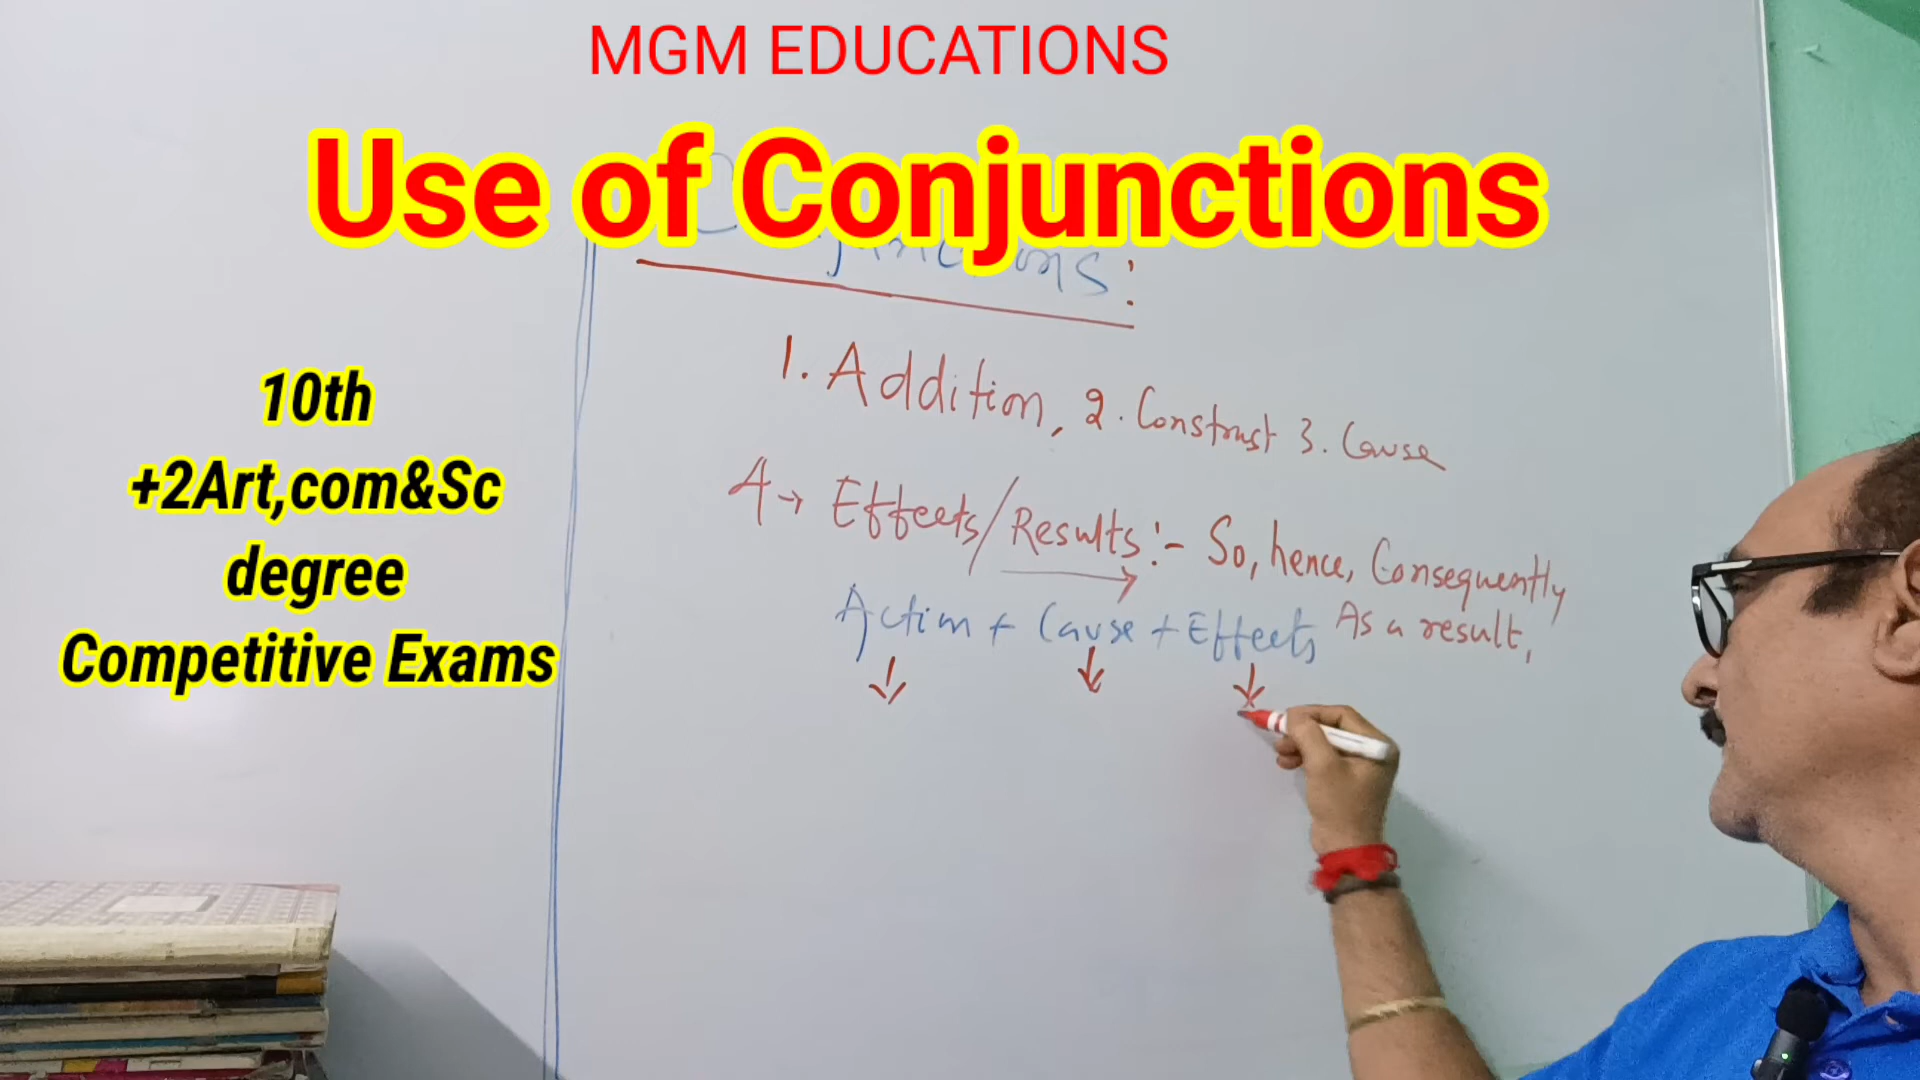 MGM EDUCATIONS
Use of Conjunctions
Conjunctions:
10th
+2Art,com&Sc
degree
Competitive Exams
1. Addition, 2. Constrast 3. Cause
4 → Effects/Results:- So, hence, Consequently
Action + Cause + Effects As a result,